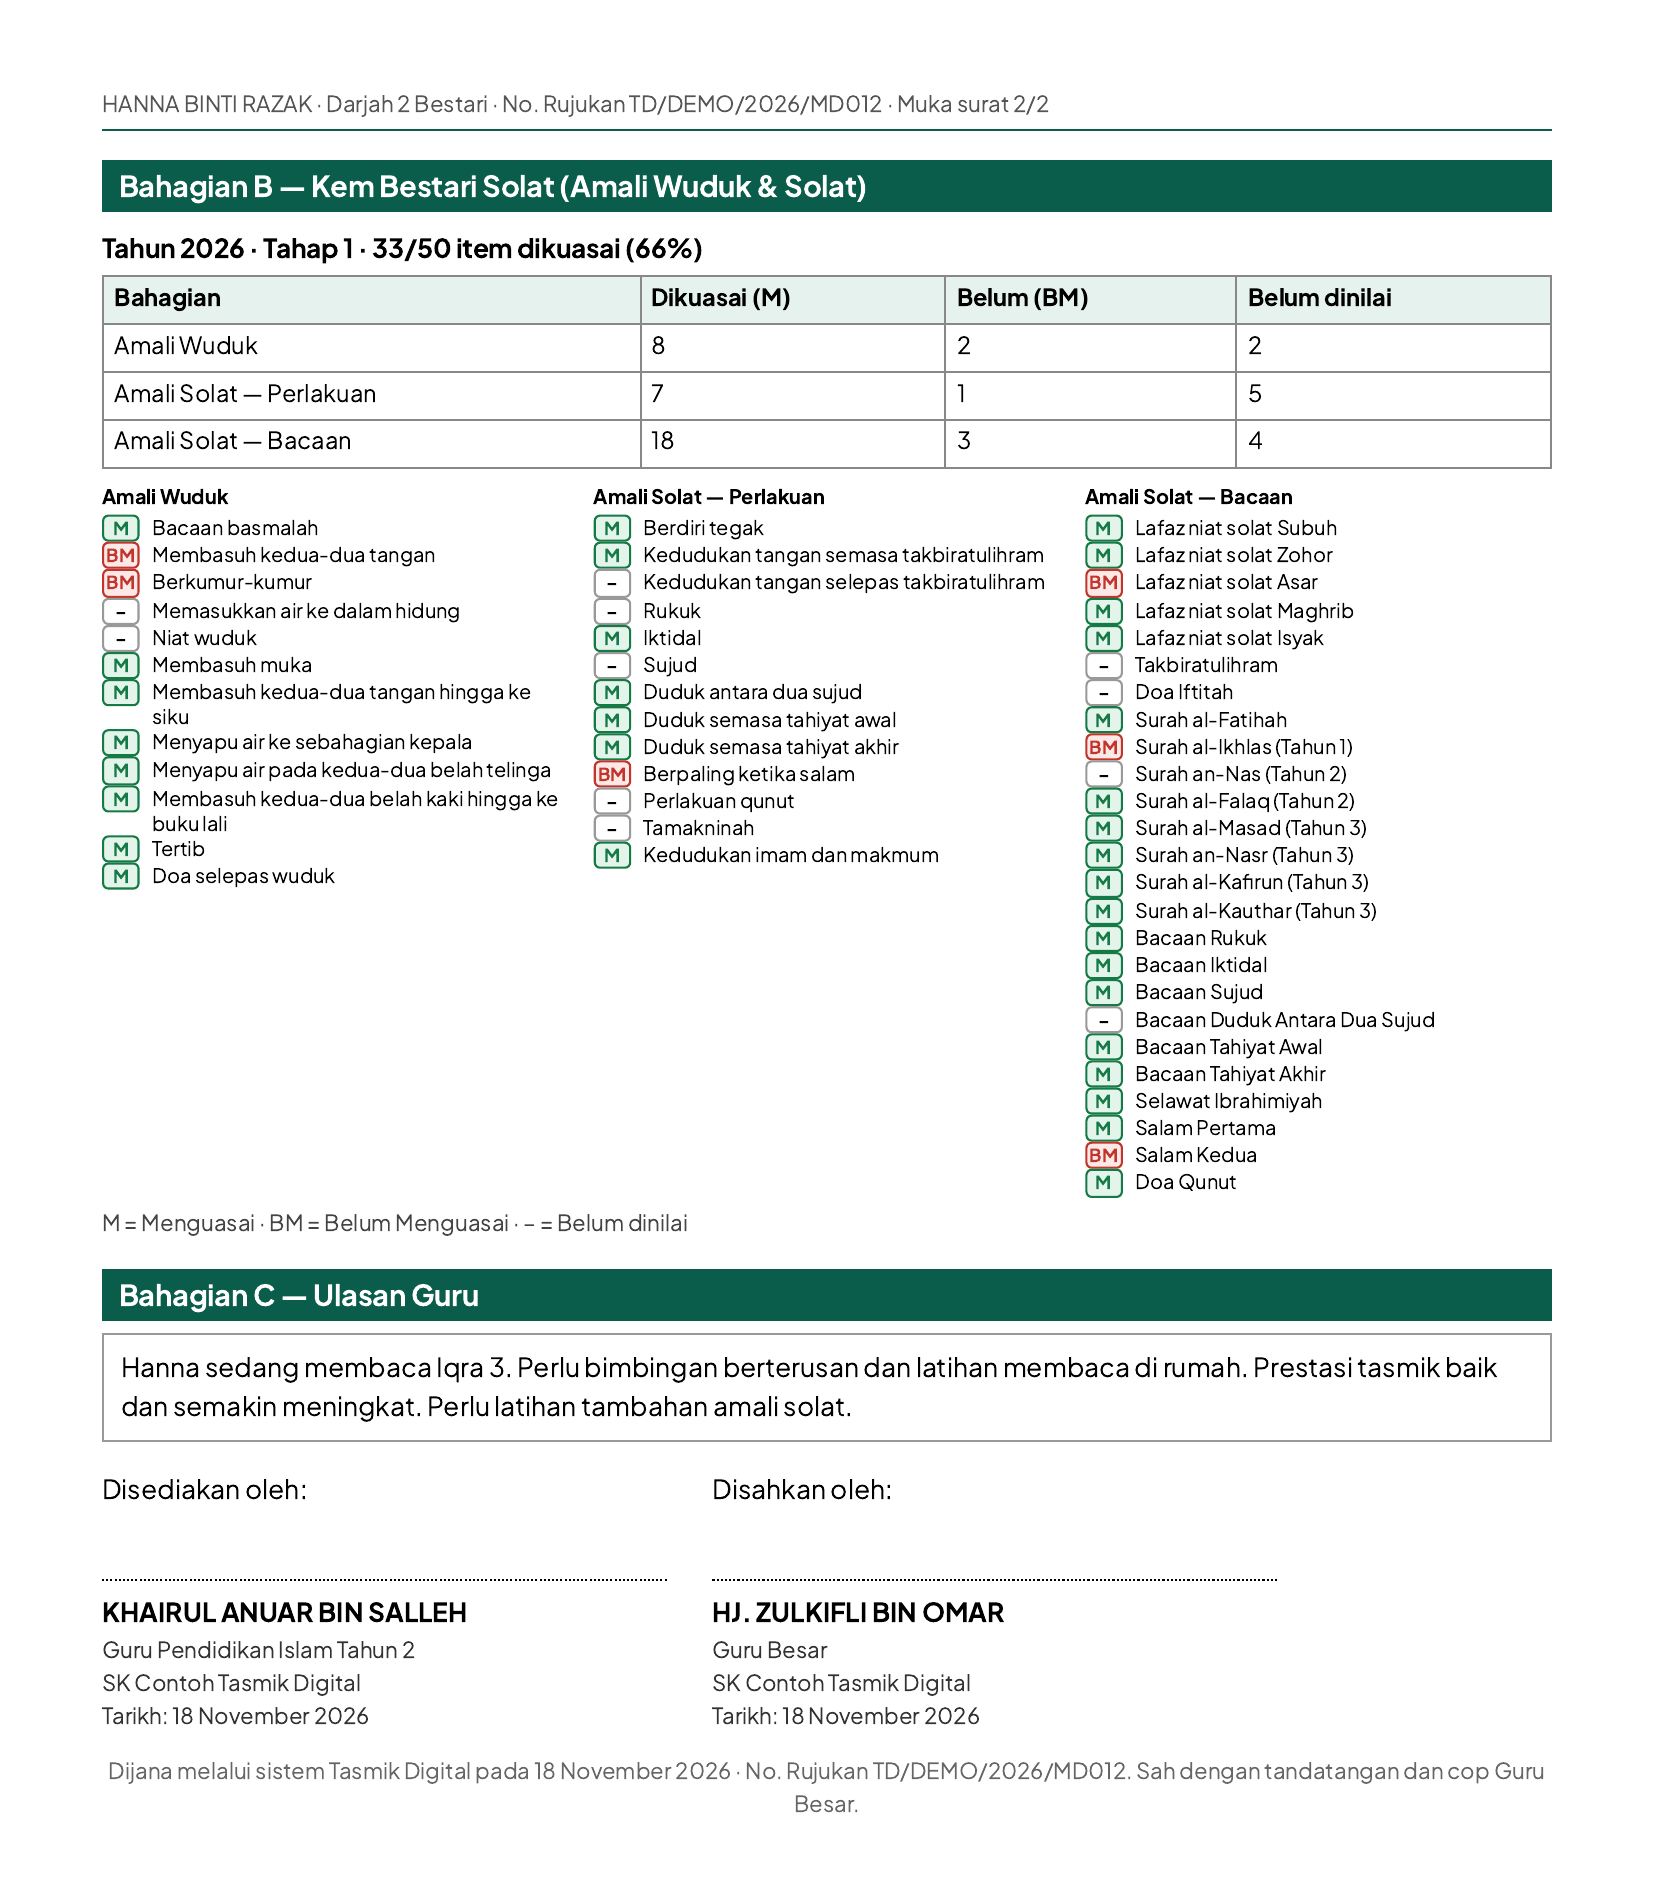 HANNA BINTI RAZAK · Darjah 2 Bestari · No. Rujukan TD/DEMO/2026/MD012 · Muka surat 2/2
Bahagian B — Kem Bestari Solat (Amali Wuduk & Solat)
Tahun 2026 · Tahap 1 · 33/50 item dikuasai (66%)
Bahagian Dikuasai (M) Belum (BM) Belum dinilai
Amali Wuduk 8 2 2
Amali Solat — Perlakuan 7 1 5
Amali Solat — Bacaan 18 3 4
Amali Wuduk
M Bacaan basmalah
BM Membasuh kedua-dua tangan
BM Berkumur-kumur
– Memasukkan air ke dalam hidung
– Niat wuduk
M Membasuh muka
M Membasuh kedua-dua tangan hingga ke
siku
M Menyapu air ke sebahagian kepala
M Menyapu air pada kedua-dua belah telinga
M Membasuh kedua-dua belah kaki hingga ke
buku lali
M Tertib
M Doa selepas wuduk
Amali Solat — Perlakuan
M Berdiri tegak
M Kedudukan tangan semasa takbiratulihram
– Kedudukan tangan selepas takbiratulihram
– Rukuk
M Iktidal
– Sujud
M Duduk antara dua sujud
M Duduk semasa tahiyat awal
M Duduk semasa tahiyat akhir
BM Berpaling ketika salam
– Perlakuan qunut
– Tamakninah
M Kedudukan imam dan makmum
Amali Solat — Bacaan
M Lafaz niat solat Subuh
M Lafaz niat solat Zohor
BM Lafaz niat solat Asar
M Lafaz niat solat Maghrib
M Lafaz niat solat Isyak
– Takbiratulihram
– Doa Iftitah
M Surah al-Fatihah
BM Surah al-Ikhlas (Tahun 1)
– Surah an-Nas (Tahun 2)
M Surah al-Falaq (Tahun 2)
M Surah al-Masad (Tahun 3)
M Surah an-Nasr (Tahun 3)
M Surah al-Kafirun (Tahun 3)
M Surah al-Kauthar (Tahun 3)
M Bacaan Rukuk
M Bacaan Iktidal
M Bacaan Sujud
– Bacaan Duduk Antara Dua Sujud
M Bacaan Tahiyat Awal
M Bacaan Tahiyat Akhir
M Selawat Ibrahimiyah
M Salam Pertama
BM Salam Kedua
M Doa Qunut
M = Menguasai · BM = Belum Menguasai · – = Belum dinilai
Bahagian C — Ulasan Guru
Hanna sedang membaca Iqra 3. Perlu bimbingan berterusan dan latihan membaca di rumah. Prestasi tasmik baik
dan semakin meningkat. Perlu latihan tambahan amali solat.
Disediakan oleh:
KHAIRUL ANUAR BIN SALLEH
Guru Pendidikan Islam Tahun 2
SK Contoh Tasmik Digital
Tarikh: 18 November 2026
Disahkan oleh:
HJ. ZULKIFLI BIN OMAR
Guru Besar
SK Contoh Tasmik Digital
Tarikh: 18 November 2026
Dijana melalui sistem Tasmik Digital pada 18 November 2026 · No. Rujukan TD/DEMO/2026/MD012. Sah dengan tandatangan dan cop Guru
Besar.